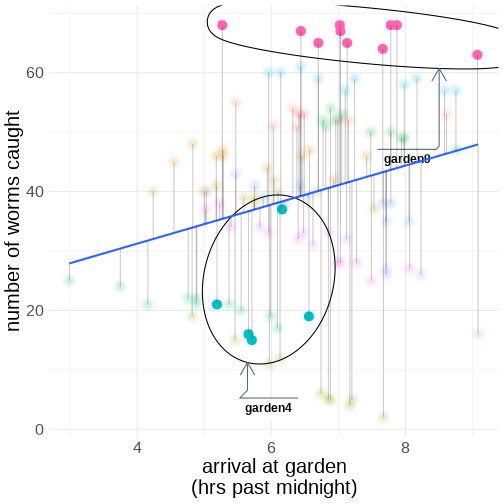 60
40
20
0
4
6
8
garden9
garden4
number of worms caught
arrival at garden
(hrs past midnight)